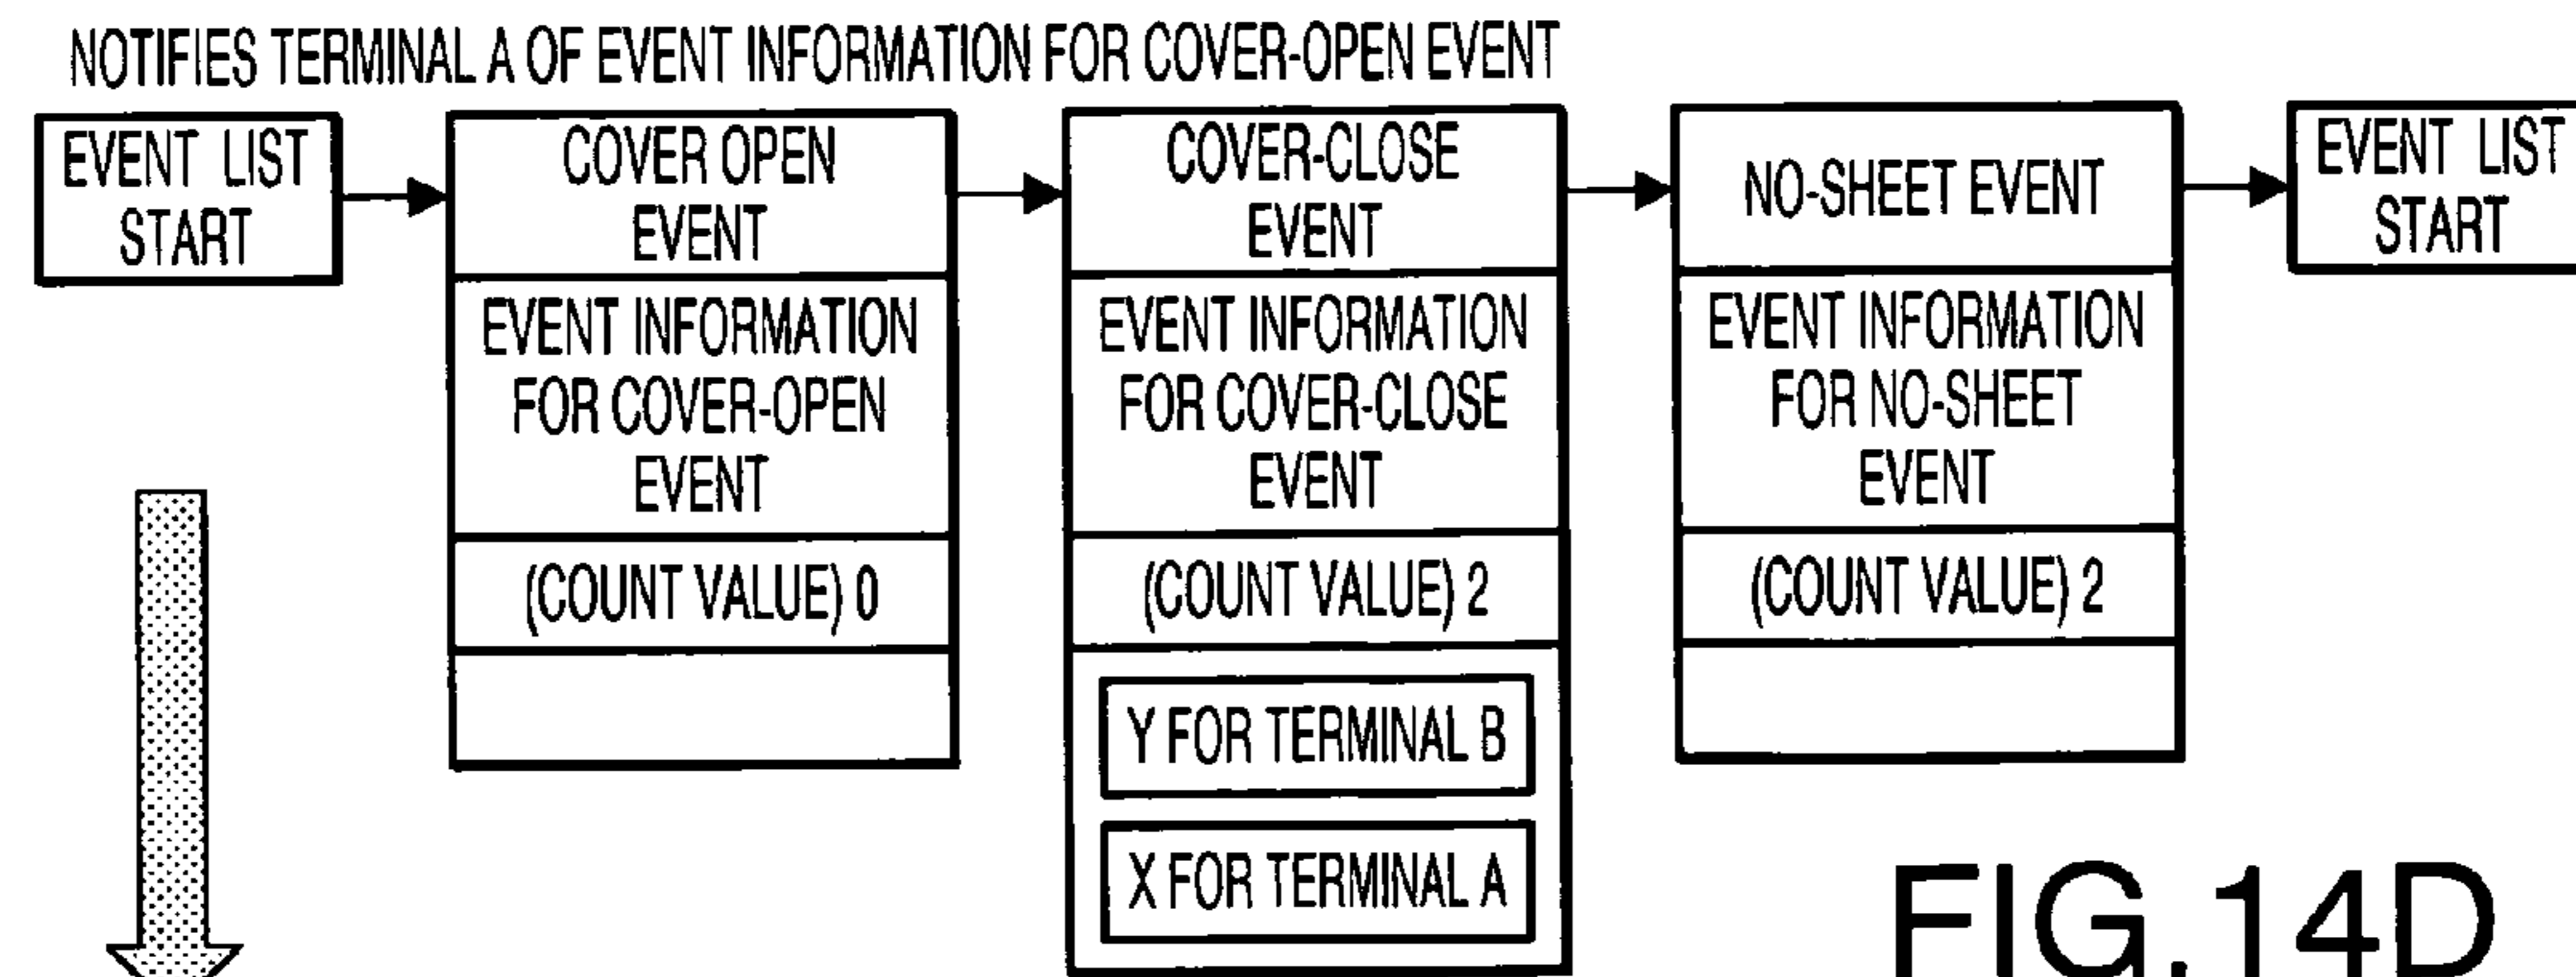 NOTIFIES TERMINAL A OF EVENT INFORMATION FOR COVER-OPEN EVENT
EVENT LIST
START
COVER OPEN
EVENT
EVENT INFORMATION
FOR COVER-OPEN
EVENT
(COUNT VALUE) 0
COVER-CLOSE
EVENT
EVENT INFORMATION
FOR COVER-CLOSE
EVENT
(COUNT VALUE) 2
Y FOR TERMINAL B
X FOR TERMINAL A
NO-SHEET EVENT
EVENT INFORMATION
FOR NO-SHEET
EVENT
(COUNT VALUE) 2
EVENT LIST
START
FIG.14D